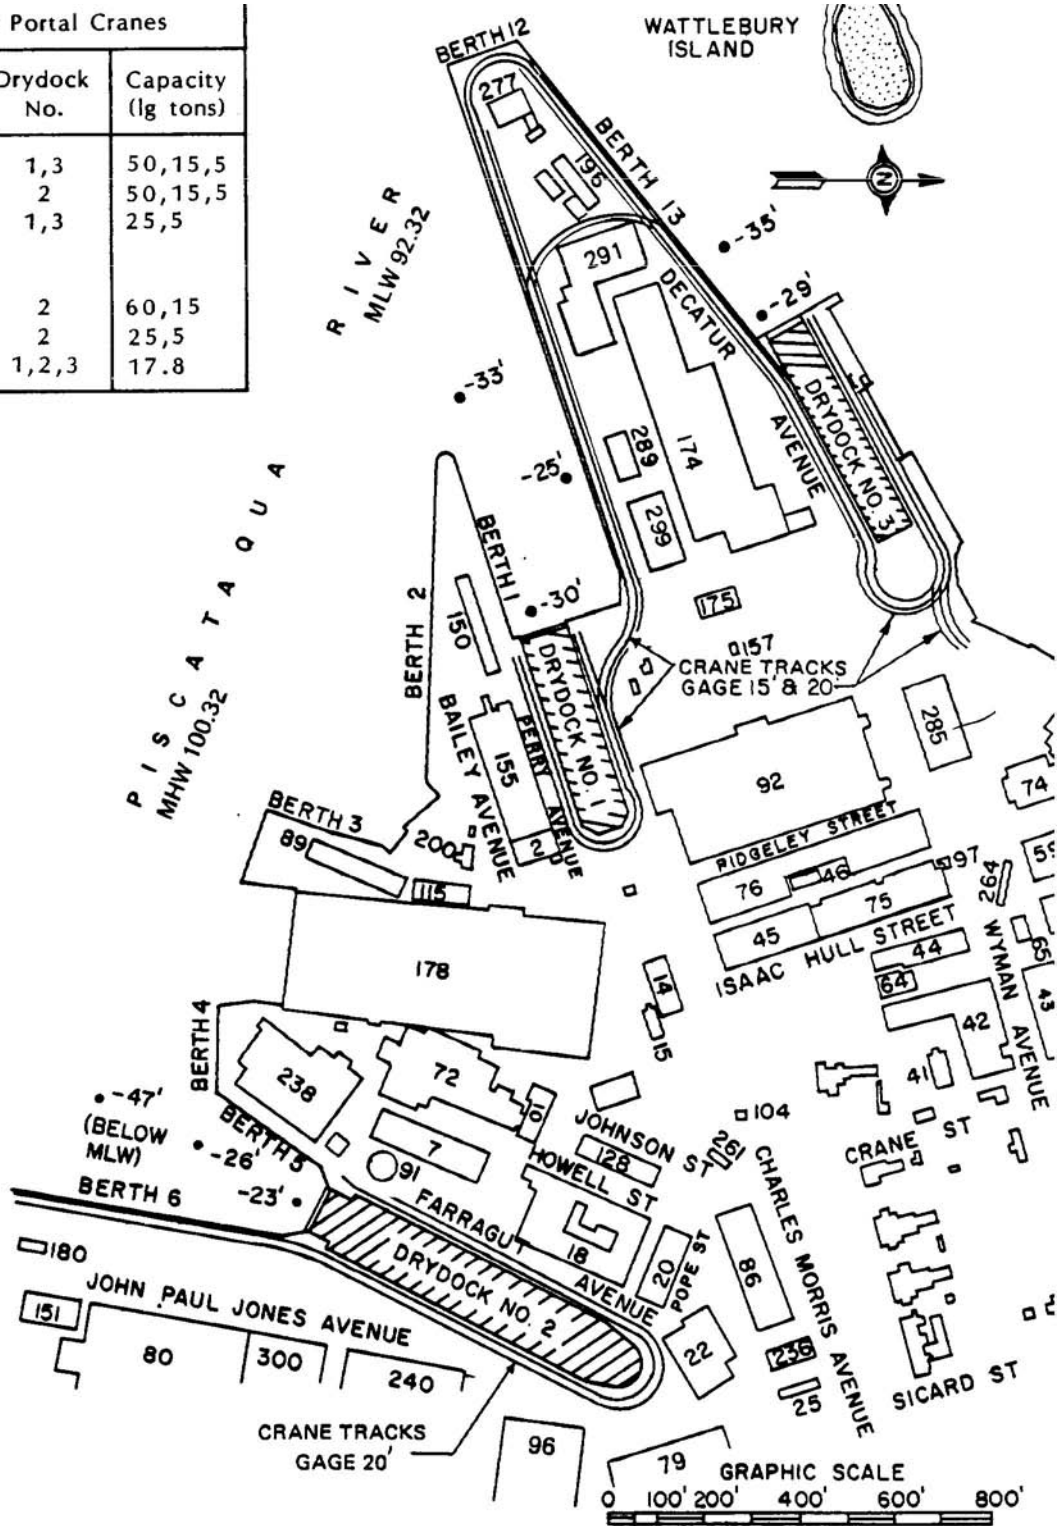 Portal Cranes
Drydock No.
Capacity (lg tons)
1,3 50,15,5
2 50,15,5
1,3 25,5
2 60,15
2 25,5
1,2,3 17.8
WATTLEBURY
ISLAND
N
BERTH 12
277
BERTH 13
195
-35'
291
DECATUR AVENUE
-29'
RIVER
MLW 92.32
-33'
DRYDOCK NO. 3
289
174
-25'
299
BERTH 1
-30'
175
157
CRANE TRACKS
GAGE 15' & 20'
BERTH 2
150
DRYDOCK NO. 1
PISCATAQUA
MHW 100.32
BAILEY AVENUE
155
PERRY AVENUE
2
285
92
74
BERTH 3
89
200
115
RIDGELEY STREET
76
46
97
264
59
75
45
ISAAC HULL STREET
44
65
WYMAN AVENUE
178
14
64
43
42
15
BERTH 4
238
72
41
101
-47'
(BELOW
MLW)
-26'
BERTH 5
7
JOHNSON ST
104
261
CRANE ST
128
HOWELL ST
91
-23'
BERTH 6
FARRAGUT AVENUE
CHARLES MORRIS AVENUE
18
20
POPE ST
86
DRYDOCK NO. 2
180
151
JOHN PAUL JONES AVENUE
80
300
240
22
236
25
SICARD ST
CRANE TRACKS
GAGE 20'
96
79
GRAPHIC SCALE
0 100' 200' 400' 600' 800'